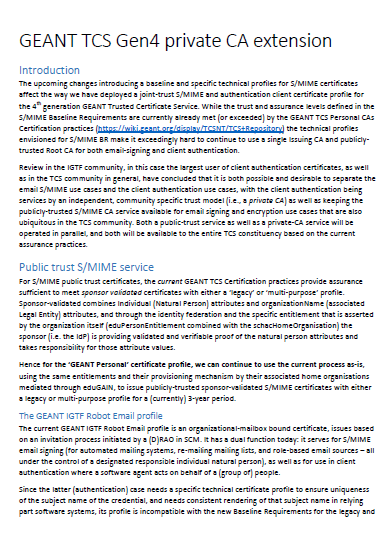 GEANT TCS Gen4 private CA extension
Introduction
The upcoming changes introducing a baseline and specific technical profiles for S/MIME certificates
affect the way we have deployed a joint-trust S/MIME and authentication client certificate profile for
the 4th generation GEANT Trusted Certificate Service. While the trust and assurance levels defined in the
S/MIME Baseline Requirements are currently already met (or exceeded) by the GEANT TCS Personal CAs
Certification practices (https://wiki.geant.org/display/TCSNT/TCS+Repository) the technical profiles
envisioned for S/MIME BR make it exceedingly hard to continue to use a single issuing CA and publicly-
trusted Root CA for both email-signing and client authentication.
Review in the IGTF community, in this case the largest user of client authentication certificates, as well
as in the TCS community in general, have concluded that it is both possible and desirable to separate the
email S/MIME use cases and the client authentication use cases, with the client authentication being
services by an independent, community specific trust model (i.e., a private CA) as well as keeping the
publicly-trusted S/MIME CA service available for email signing and encryption use cases that are also
ubiquitous in the TCS community. Both a public-trust service as well as a private-CA service will be
operated in parallel, and both will be available to the entire TCS constituency based on the current
assurance practices.
Public trust S/MIME service
For S/MIME public trust certificates, the current GEANT TCS Certification practices provide assurance
sufficient to meet sponsor validated certificates with either a 'legacy' or 'multi-purpose' profile.
Sponsor-validated combines Individual (Natural Person) attributes and organizationName (associated
Legal Entity) attributes, and through the identity federation and the specific entitlement that is asserted
by the organization itself (eduPersonEntitlement combined with the schacHomeOrganisation) the
sponsor (i.e. the IdP) is providing validated and verifiable proof of the natural person attributes and
takes responsibility for those attribute values.
Hence for the 'GEANT Personal' certificate profile, we can continue to use the current process as-is,
using the same entitlements and their provisioning mechanism by their associated home organisations
mediated through eduGAIN, to issue publicly-trusted sponsor-validated S/MIME certificates with either
a legacy or multi-purpose profile for a (currently) 3-year period.
The GEANT IGTF Robot Email profile
The current GEANT IGTF Robot Email profile is an organizational-mailbox bound certificate, issues based
on an invitation process initiated by a (D)RAO in SCM. It has a dual function today: it serves for S/MIME
email signing (for automated mailing systems, re-mailing mailing lists, and role-based email sources – all
under the control of a designated responsible individual natural person), as well as for use in client
authentication where a software agent acts on behalf of a (group of) people.
Since the latter (authentication) case needs a specific technical certificate profile to ensure uniqueness
of the subject name of the credential, and needs consistent rendering of that subject name in relying
part software systems, its profile is incompatible with the new Baseline Requirements for the legacy and